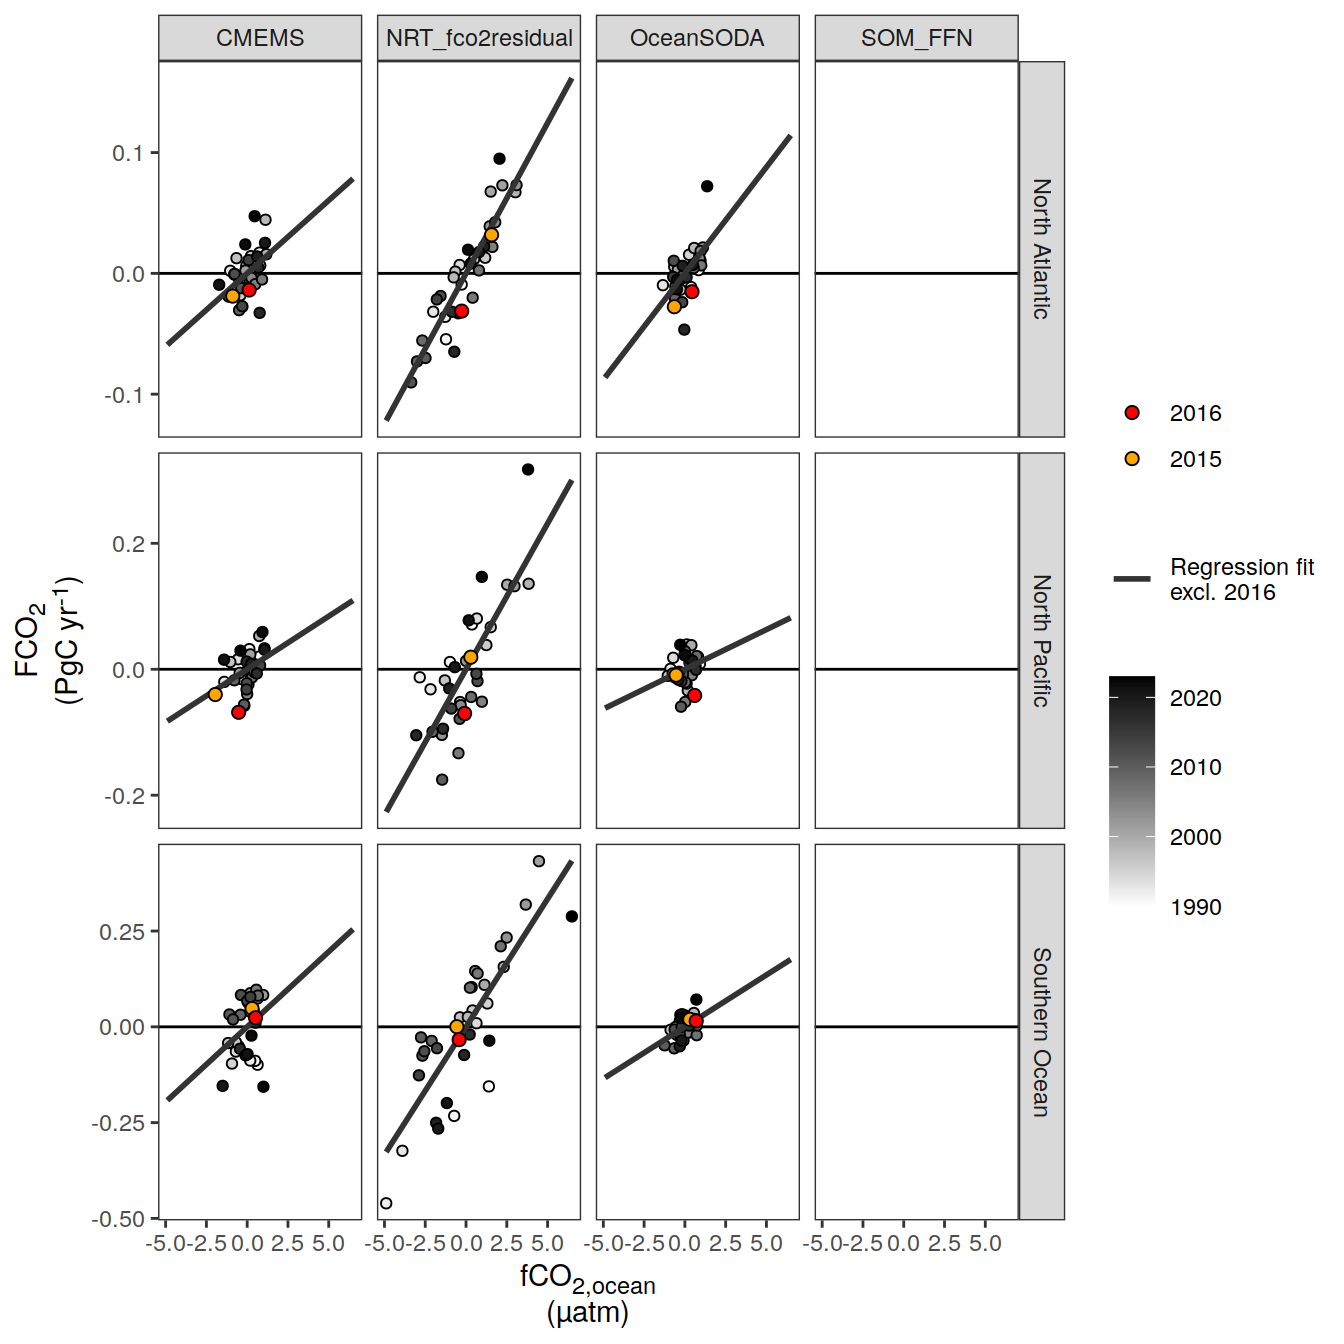 CMEMS
NRT_fco2residual
OceanSODA
SOM_FFN
0.1
0.0
-0.1
North Atlantic
0.2
0.0
-0.2
North Pacific
0.25
0.00
-0.25
-0.50
Southern Ocean
-5.0 -2.5 0.0 2.5 5.0
-5.0 -2.5 0.0 2.5 5.0
-5.0 -2.5 0.0 2.5 5.0
-5.0 -2.5 0.0 2.5 5.0
fCO2,ocean
(µatm)
FCO2
(PgC yr-1)
2016
2015
Regression fit
excl. 2016
2020
2010
2000
1990